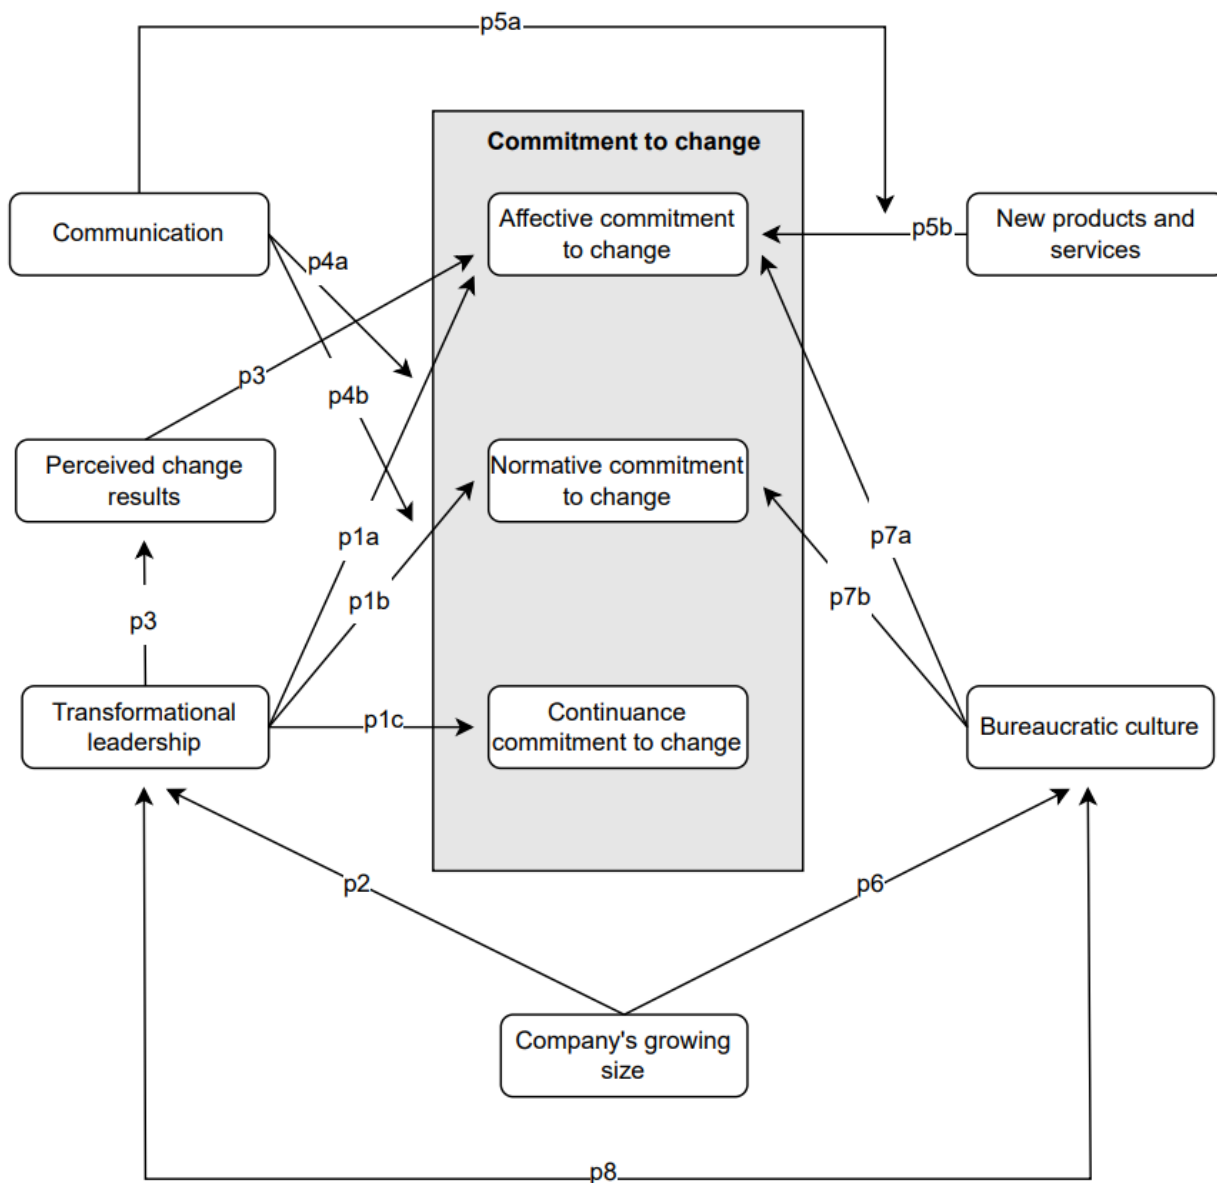 p5a
Commitment to change
Communication
Affective commitment
to change
p5b
New products and
services
p4a
p3
p4b
Perceived change
results
Normative commitment
to change
p1a
p7a
p1b
p7b
p3
Transformational
leadership
p1c
Continuance
commitment to change
Bureaucratic culture
p2
p6
Company's growing
size
p8